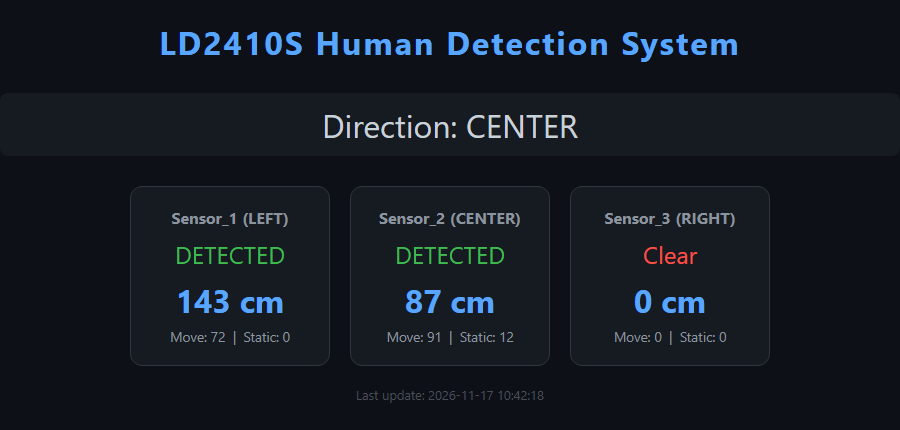 LD2410S Human Detection System
Direction: CENTER
Sensor_1 (LEFT)
DETECTED
143 cm
Move: 72 | Static: 0
Sensor_2 (CENTER)
DETECTED
87 cm
Move: 91 | Static: 12
Sensor_3 (RIGHT)
Clear
0 cm
Move: 0 | Static: 0
Last update: 2026-11-17 10:42:18